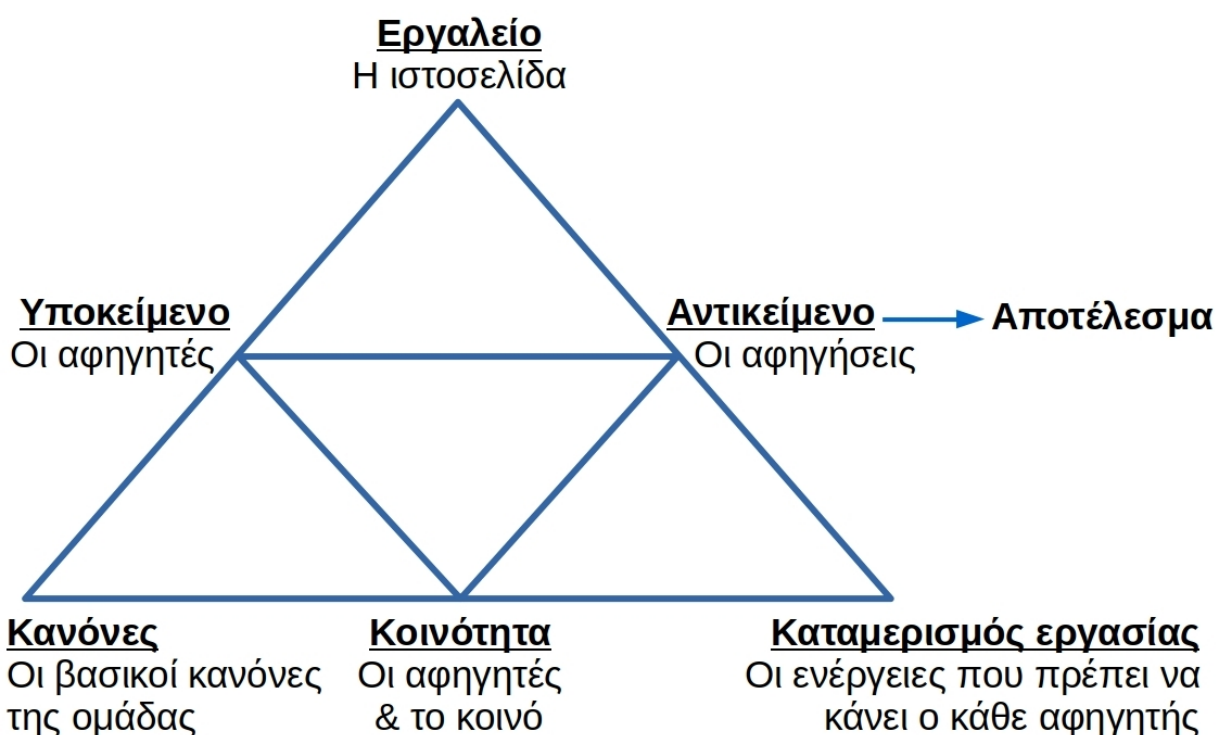 Εργαλείο
Η ιστοσελίδα
Υποκείμενο
Οι αφηγητές
Αντικείμενο
Οι αφηγήσεις
Αποτέλεσμα
Κανόνες
Οι βασικοί κανόνες
της ομάδας
Κοινότητα
Οι αφηγητές
& το κοινό
Καταμερισμός εργασίας
Οι ενέργειες που πρέπει να
κάνει ο κάθε αφηγητής